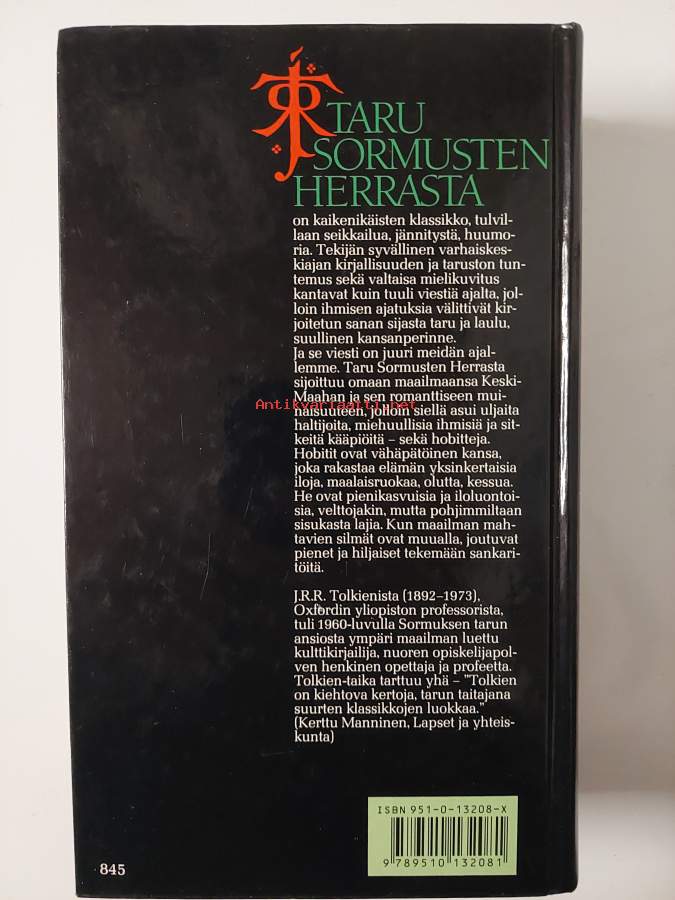 TARU
SORMUSTEN
HERRASTA
on kaikenikäisten klassikko, tulvil-
laan seikkailua, jännitystä, huumo-
ria. Tekijän syvällinen varhaiskes-
kiajan kirjallisuuden ja taruston tun-
temus sekä valtaisa mielikuvitus
kantavat kuin tuuli viestiä ajalta, jol-
loin ihmisen ajatuksia välittivät kir-
joitetun sanan sijasta taru ja laulu,
suullinen kansanperinne.
Ja se viesti on juuri meidän ajal-
lemme. Taru Sormusten Herrasta
sijoittuu omaan maailmaansa Keski-
Maahan ja sen romanttiseen mui-
Antikvariaatti.net
naisuuteen, jolloin siellä asui uljaita
haltijoita, miehuullisia ihmisiä ja sit-
keitä kääpiöitä – sekä hobitteja.
Hobitit ovat vähäpätöinen kansa,
joka rakastaa elämän yksinkertaisia
iloja, maalaisruokaa, olutta, kessua.
He ovat pienikasvuisia ja iloluontoi-
sia, velttojakin, mutta pohjimmiltaan
sisukasta lajia. Kun maailman mah-
tavien silmät ovat muualla, joutuvat
pienet ja hiljaiset tekemään sankari-
töitä.
J.R.R. Tolkienista (1892–1973),
Oxfordin yliopiston professorista,
tuli 1960-luvulla Sormuksen tarun
ansiosta ympäri maailman luettu
kulttikirjailija, nuoren opiskelijapol-
ven henkinen opettaja ja profeetta.
Tolkien-taika tarttuu yhä – "Tolkien
on kiehtova kertoja, tarun taitajana
suurten klassikkojen luokkaa."
(Kerttu Manninen, Lapset ja yhteis-
kunta)
ISBN 951-0-13208-X
9 789510 132081
845